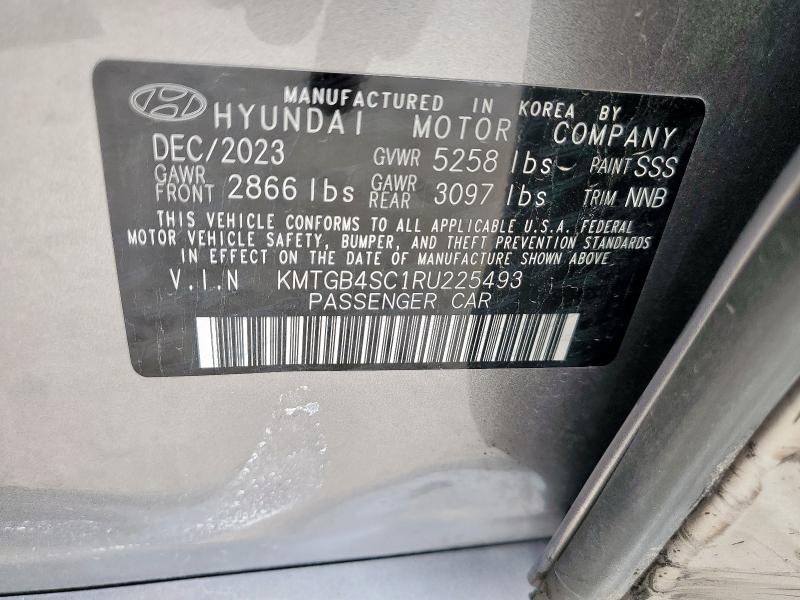 MANUFACTURED IN KOREA BY
HYUNDAI MOTOR COMPANY
DEC/2023 GVWR 5258 lbs PAINT SSS
GAWR FRONT 2866 lbs GAWR REAR 3097 lbs TRIM NNB
THIS VEHICLE CONFORMS TO ALL APPLICABLE U.S.A. FEDERAL
MOTOR VEHICLE SAFETY, BUMPER, AND THEFT PREVENTION STANDARDS
IN EFFECT ON THE DATE OF MANUFACTURE SHOWN ABOVE.
V.I.N KMTGB4SC1RU225493
PASSENGER CAR